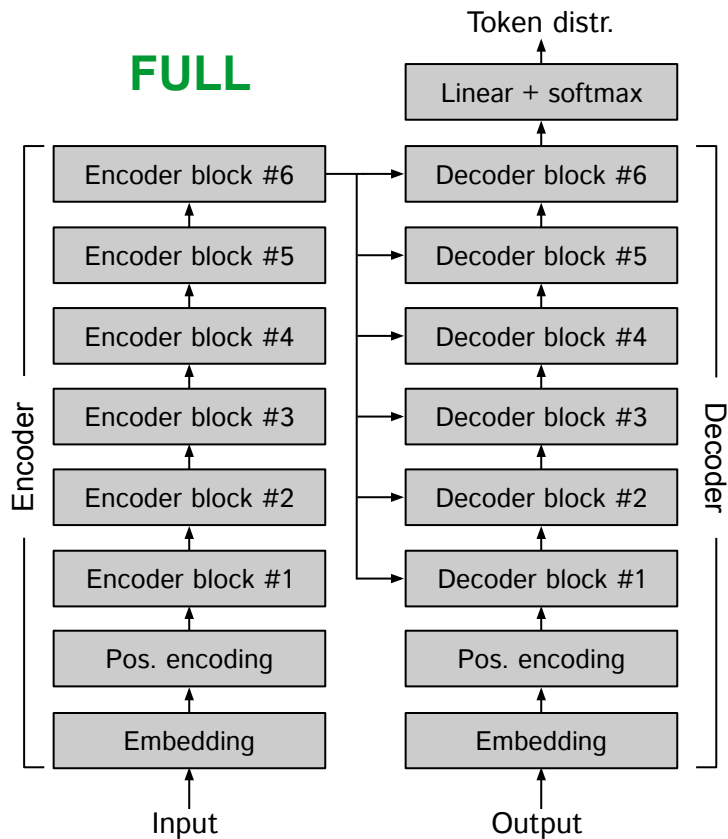 Token distr.
FULL
Linear + softmax
Encoder block #6
Decoder block #6
Encoder block #5
Decoder block #5
Encoder block #4
Decoder block #4
Encoder block #3
Decoder block #3
Encoder
Decoder
Encoder block #2
Decoder block #2
Encoder block #1
Decoder block #1
Pos. encoding
Pos. encoding
Embedding
Embedding
Input
Output